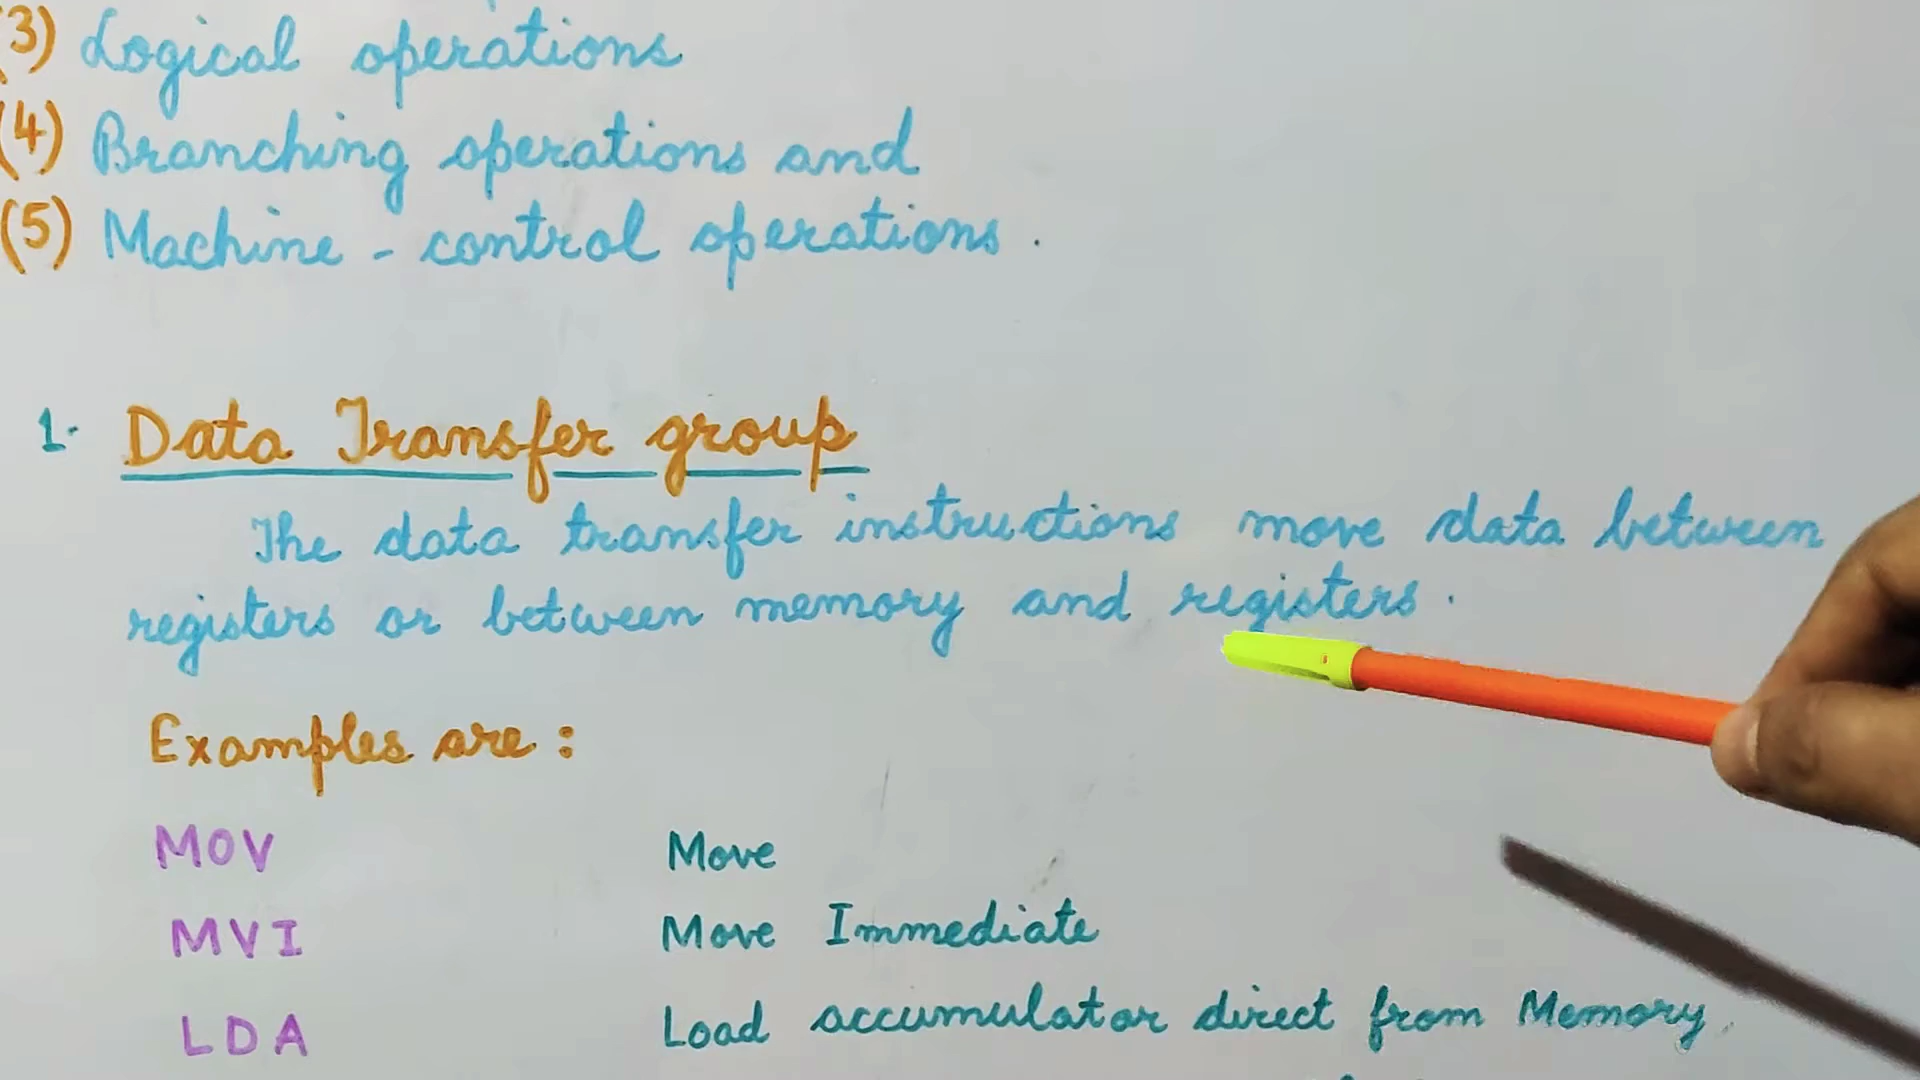 (3) Logical operations
(4) Branching operations and
(5) Machine - control operations.
1. Data Transfer group
The data transfer instructions move data between
registers or between memory and registers.
Examples are :
MOV Move
MVI Move Immediate
LDA Load accumulator direct from Memory,